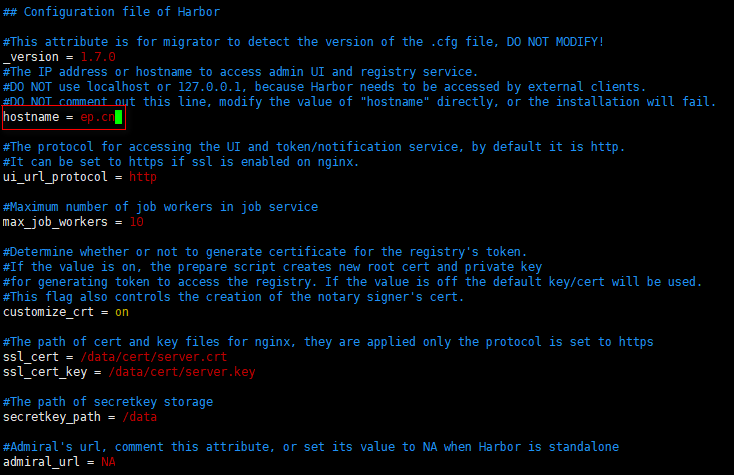 ## Configuration file of Harbor
#This attribute is for migrator to detect the version of the .cfg file, DO NOT MODIFY!
_version = 1.7.0
#The IP address or hostname to access admin UI and registry service.
#DO NOT use localhost or 127.0.0.1, because Harbor needs to be accessed by external clients.
#DO NOT comment out this line, modify the value of "hostname" directly, or the installation will fail.
hostname = ep.cn
#The protocol for accessing the UI and token/notification service, by default it is http.
#It can be set to https if ssl is enabled on nginx.
ui_url_protocol = http
#Maximum number of job workers in job service
max_job_workers = 10
#Determine whether or not to generate certificate for the registry's token.
#If the value is on, the prepare script creates new root cert and private key
#for generating token to access the registry. If the value is off the default key/cert will be used.
#This flag also controls the creation of the notary signer's cert.
customize_crt = on
#The path of cert and key files for nginx, they are applied only the protocol is set to https
ssl_cert = /data/cert/server.crt
ssl_cert_key = /data/cert/server.key
#The path of secretkey storage
secretkey_path = /data
#Admiral's url, comment this attribute, or set its value to NA when Harbor is standalone
admiral_url = NA